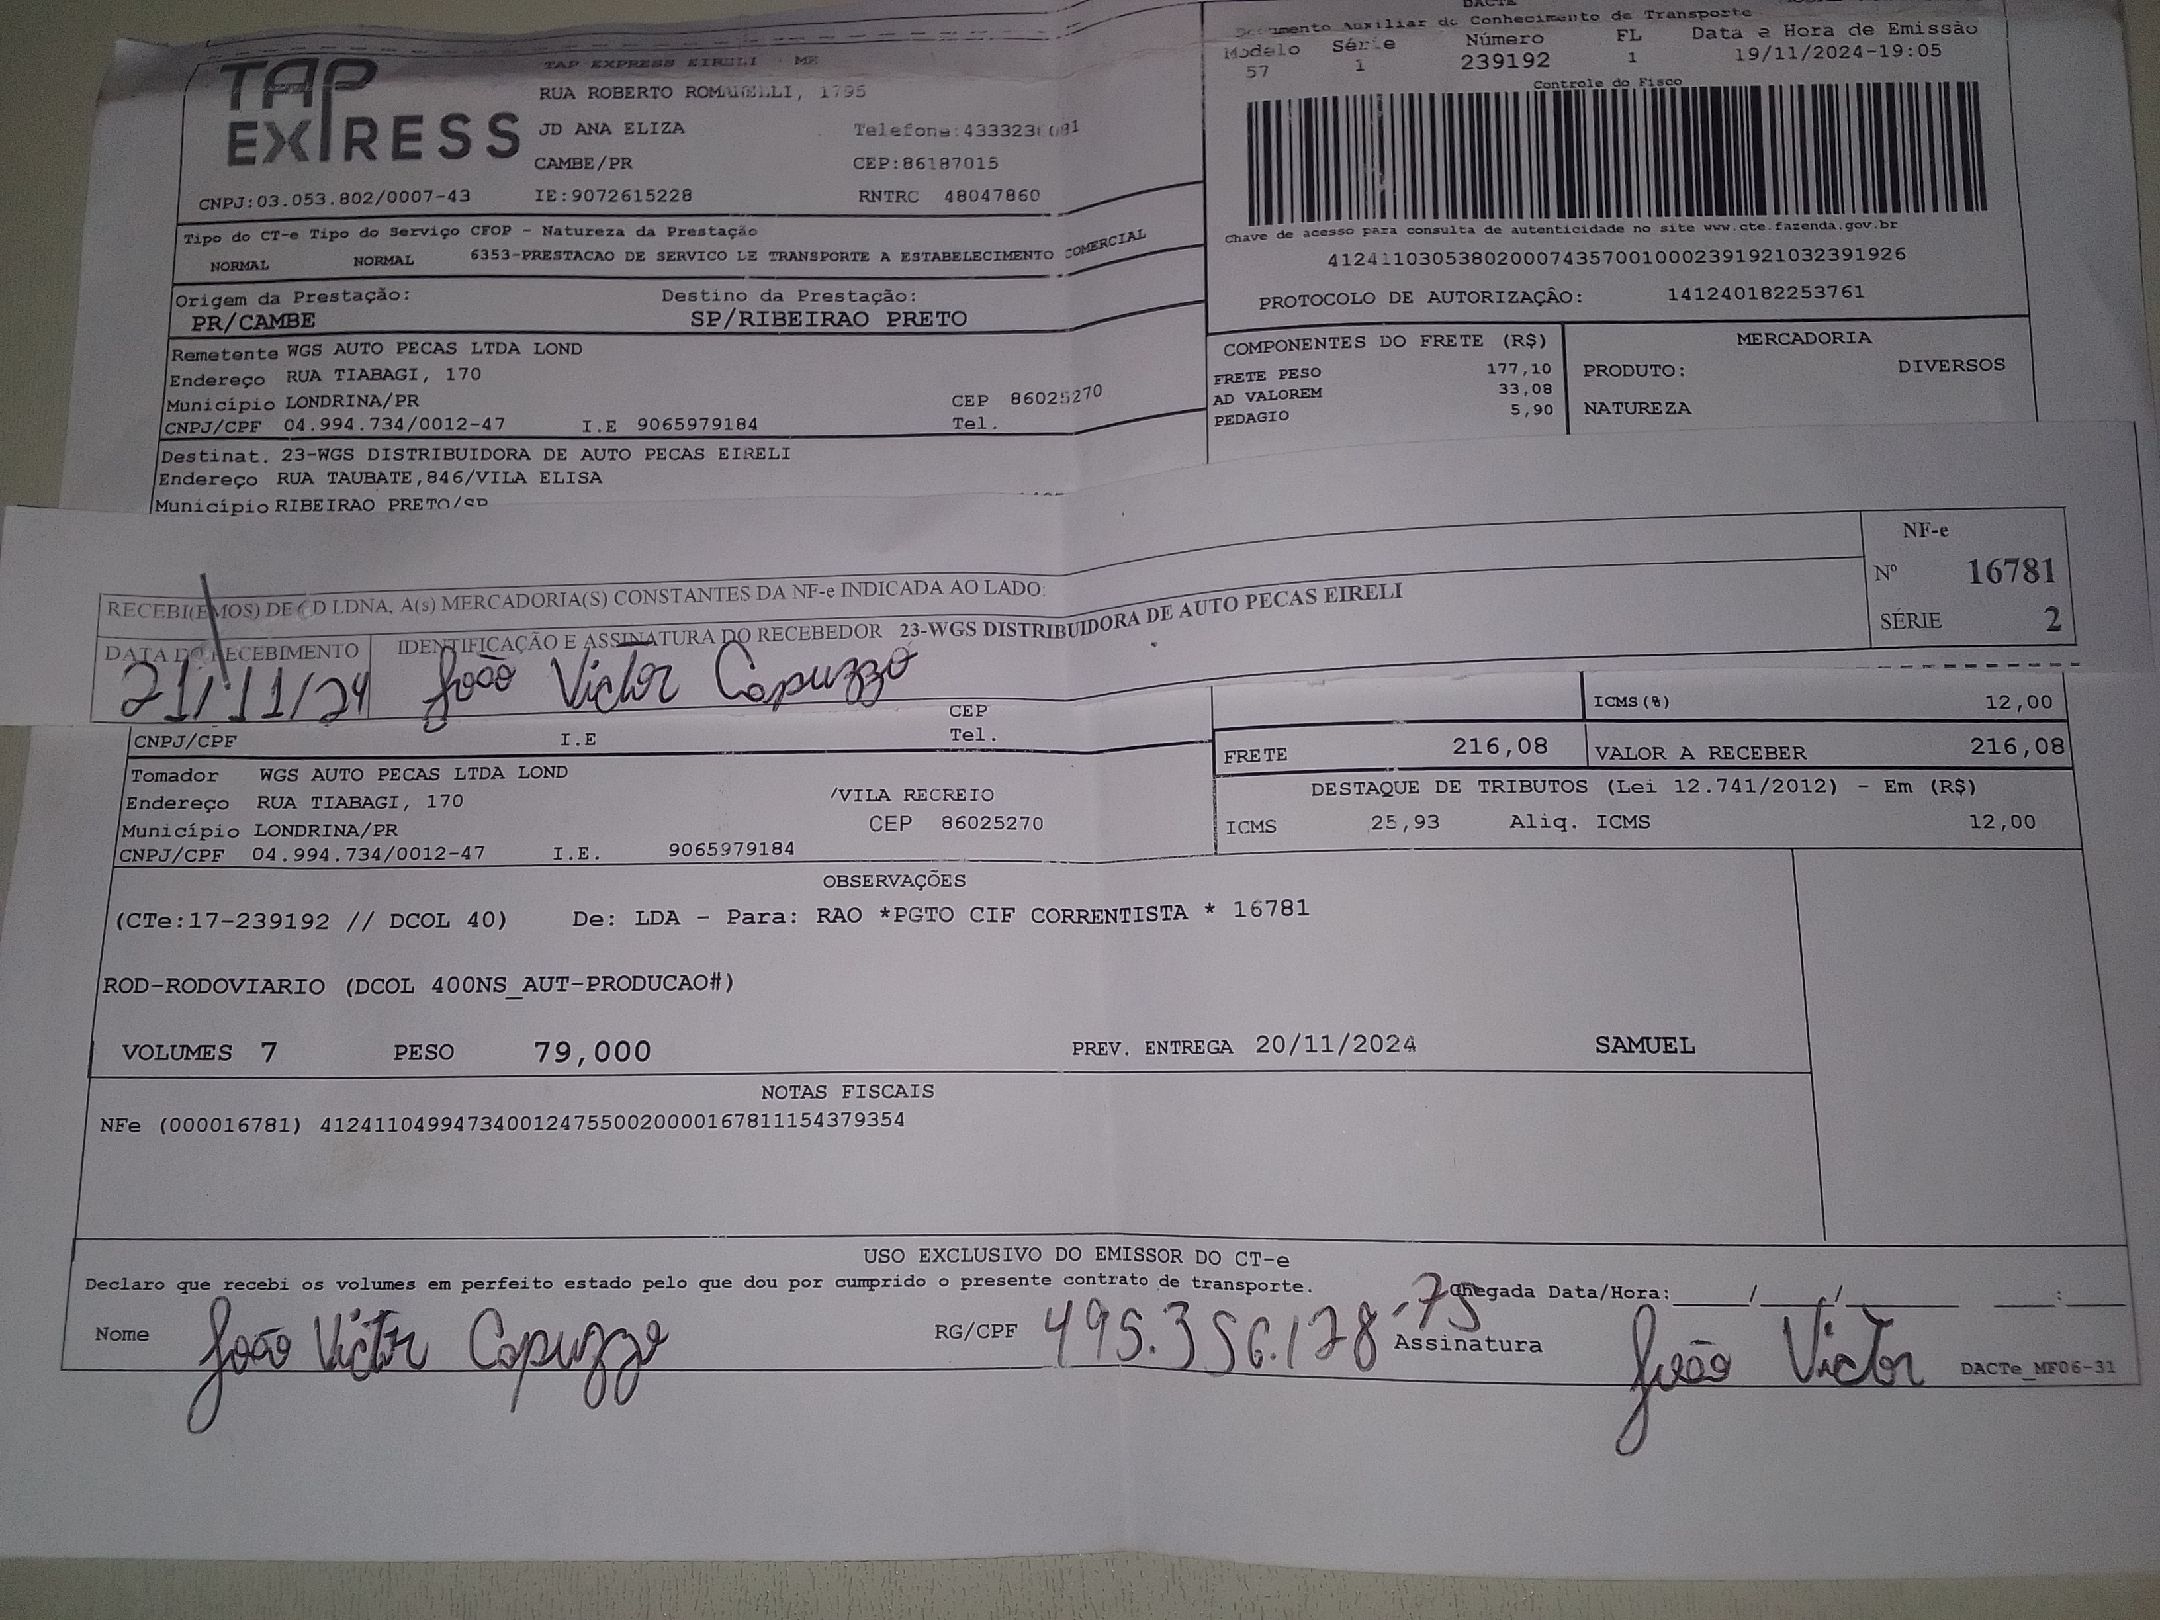 DACTE
Documento Auxiliar do Conhecimento de Transporte
Modelo Série Número FL Data e Hora de Emissão
57 1 239192 1 19/11/2024-19:05
Controle do Fisco
TAP EXPRESS
TAP EXPRESS EIRELI - ME
RUA ROBERTO ROMANELLI, 1795
JD ANA ELIZA
CAMBE/PR CEP:86187015
CNPJ:03.053.802/0007-43 IE:9072615228 RNTRC 48047860
Chave de acesso para consulta de autenticidade no site www.cte.fazenda.gov.br
41241103053802000743570010002391921032391926
PROTOCOLO DE AUTORIZAÇÃO: 141240182253761
Tipo do CT-e Tipo do Serviço CFOP - Natureza da Prestação
NORMAL NORMAL 6353-PRESTACAO DE SERVICO DE TRANSPORTE A ESTABELECIMENTO COMERCIAL
Origem da Prestação: Destino da Prestação:
PR/CAMBE SP/RIBEIRAO PRETO
Remetente WGS AUTO PECAS LTDA LOND
Endereço RUA TIABAGI, 170
Município LONDRINA/PR CEP 86025270
CNPJ/CPF 04.994.734/0012-47 I.E 9065979184 Tel.
COMPONENTES DO FRETE (R$) MERCADORIA
FRETE PESO 177,10 PRODUTO: DIVERSOS
AD VALOREM 33,08
PEDAGIO 5,90 NATUREZA
Destinat. 23-WGS DISTRIBUIDORA DE AUTO PECAS EIRELI
Endereço RUA TAUBATE,846/VILA ELISA
Município RIBEIRAO PRETO/SP
RECEBI(EMOS) DE CD LDNA, A(s) MERCADORIA(S) CONSTANTES DA NF-e INDICADA AO LADO:
NF-e
Nº 16781
SÉRIE 2
DATA DO RECEBIMENTO IDENTIFICAÇÃO E ASSINATURA DO RECEBEDOR 23-WGS DISTRIBUIDORA DE AUTO PECAS EIRELI
21/11/24 João Victor Capuzzo
CEP
CNPJ/CPF I.E Tel.
ICMS(%) 12,00
FRETE 216,08 VALOR A RECEBER 216,08
Tomador WGS AUTO PECAS LTDA LOND
Endereço RUA TIABAGI, 170 /VILA RECREIO
Município LONDRINA/PR CEP 86025270
CNPJ/CPF 04.994.734/0012-47 I.E. 9065979184
DESTAQUE DE TRIBUTOS (Lei 12.741/2012) - Em (R$)
ICMS 25,93 Aliq. ICMS 12,00
OBSERVAÇÕES
(CTe:17-239192 // DCOL 40) De: LDA - Para: RAO *PGTO CIF CORRENTISTA * 16781
ROD-RODOVIARIO (DCOL 400NS_AUT-PRODUCAO#)
VOLUMES 7 PESO 79,000 PREV. ENTREGA 20/11/2024 SAMUEL
NOTAS FISCAIS
NFe (000016781) 41241104994734001247550020000167811154379354
USO EXCLUSIVO DO EMISSOR DO CT-e
Declaro que recebi os volumes em perfeito estado pelo que dou por cumprido o presente contrato de transporte. Chegada Data/Hora:____/____/______ ___:___
Nome João Victor Capuzzo RG/CPF 495.356.178-75 Assinatura João Victor
DACTe_MF06-31